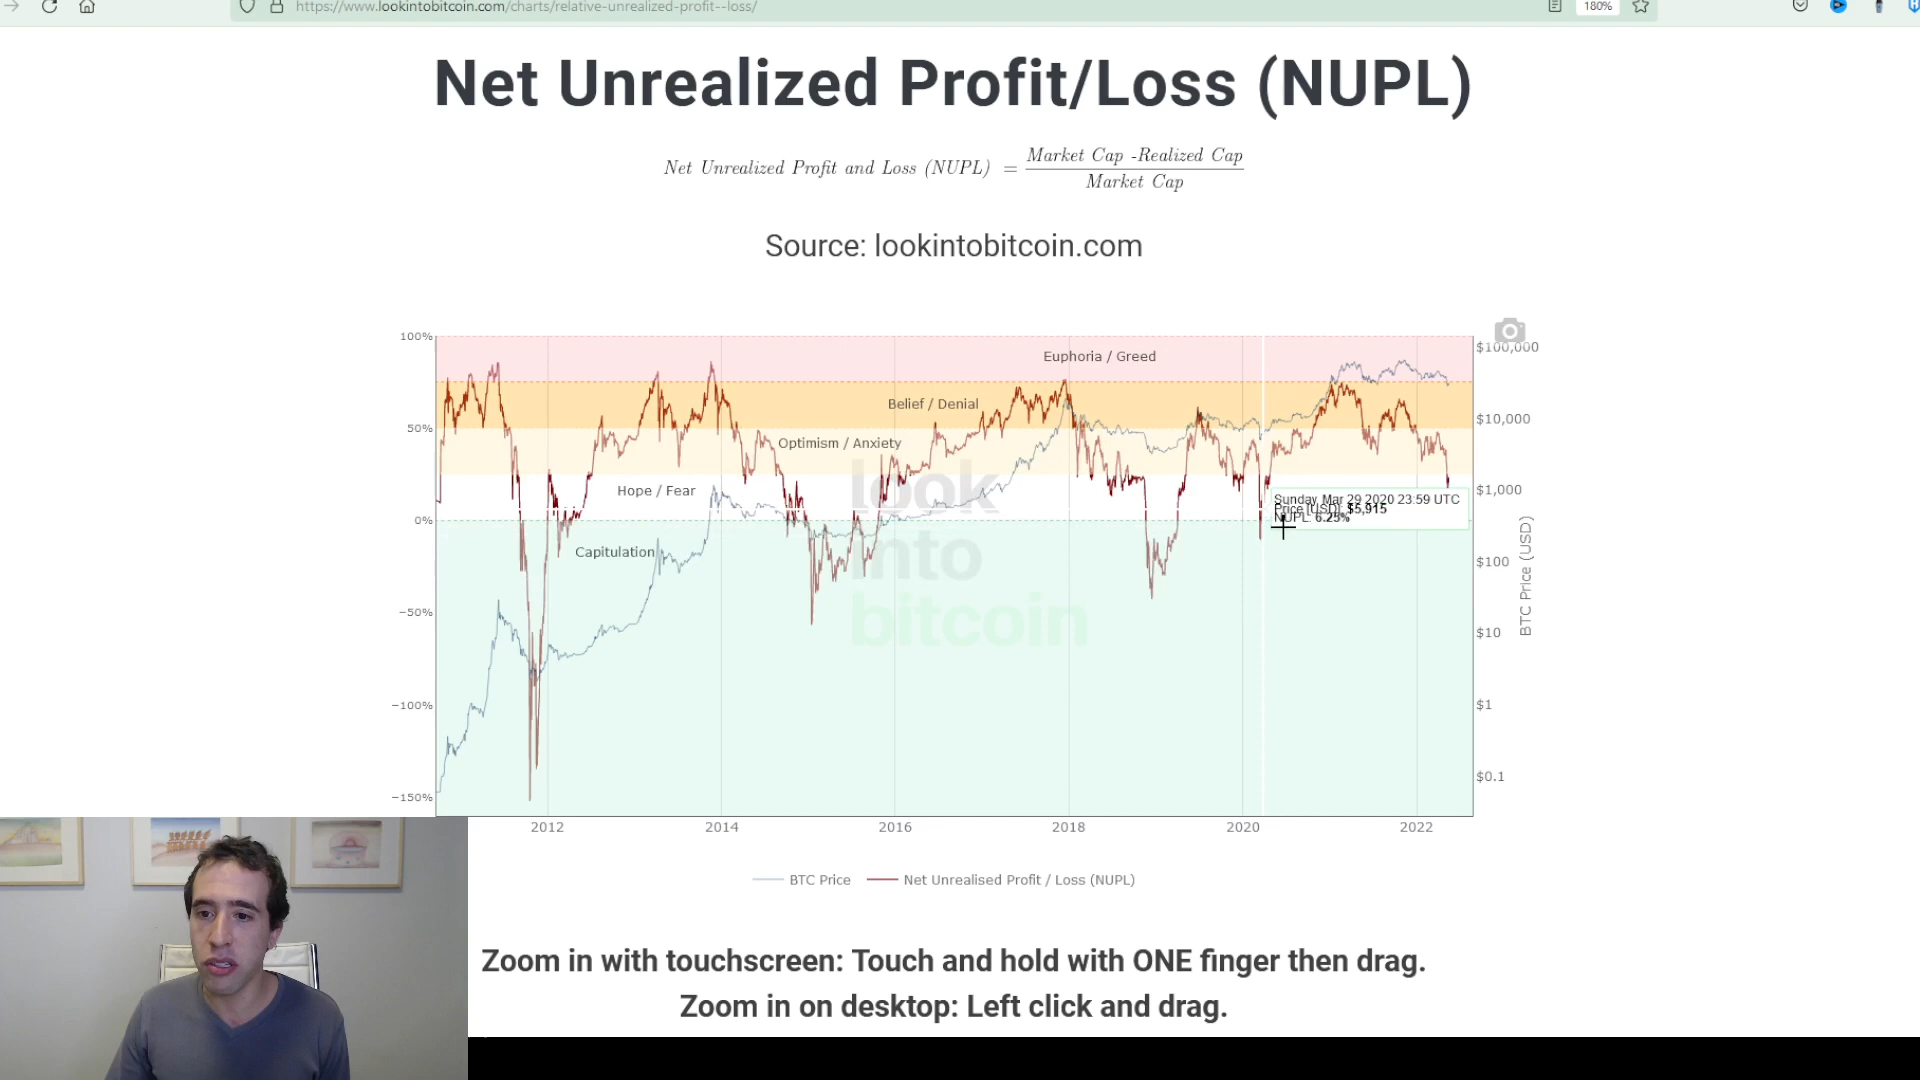 https://www.lookintobitcoin.com/charts/relative-unrealized-profit--loss/
180%
Net Unrealized Profit/Loss (NUPL)
Net Unrealized Profit and Loss (NUPL) = Market Cap -Realized Cap
Market Cap
Source: lookintobitcoin.com
100%
50%
0%
−50%
−100%
−150%
Euphoria / Greed
Belief / Denial
Optimism / Anxiety
Hope / Fear
Capitulation
look
into
bitcoin
Sunday, Mar 29 2020 23:59 UTC
Price [USD]: $5,915
NUPL: 6.25%
$100,000
$10,000
$1,000
$100
$10
$1
$0.1
BTC Price (USD)
2012
2014
2016
2018
2020
2022
BTC Price
Net Unrealised Profit / Loss (NUPL)
Zoom in with touchscreen: Touch and hold with ONE finger then drag.
Zoom in on desktop: Left click and drag.